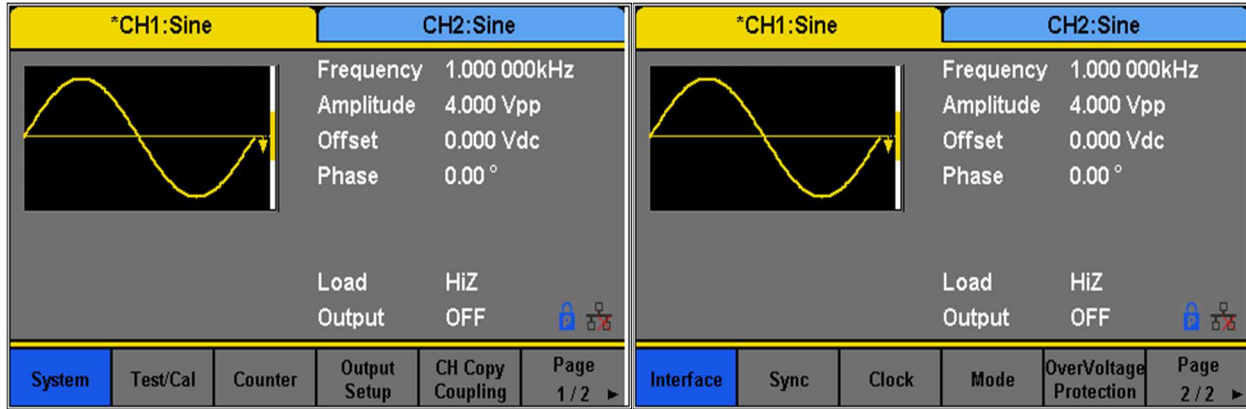 *CH1:Sine
CH2:Sine
Frequency 1.000 000kHz
Amplitude 4.000 Vpp
Offset 0.000 Vdc
Phase 0.00 °
Load HiZ
Output OFF
P
System
Test/Cal
Counter
Output
Setup
CH Copy
Coupling
Page
1/2 ►
*CH1:Sine
CH2:Sine
Frequency 1.000 000kHz
Amplitude 4.000 Vpp
Offset 0.000 Vdc
Phase 0.00 °
Load HiZ
Output OFF
P
Interface
Sync
Clock
Mode
OverVoltage
Protection
Page
2/2 ►